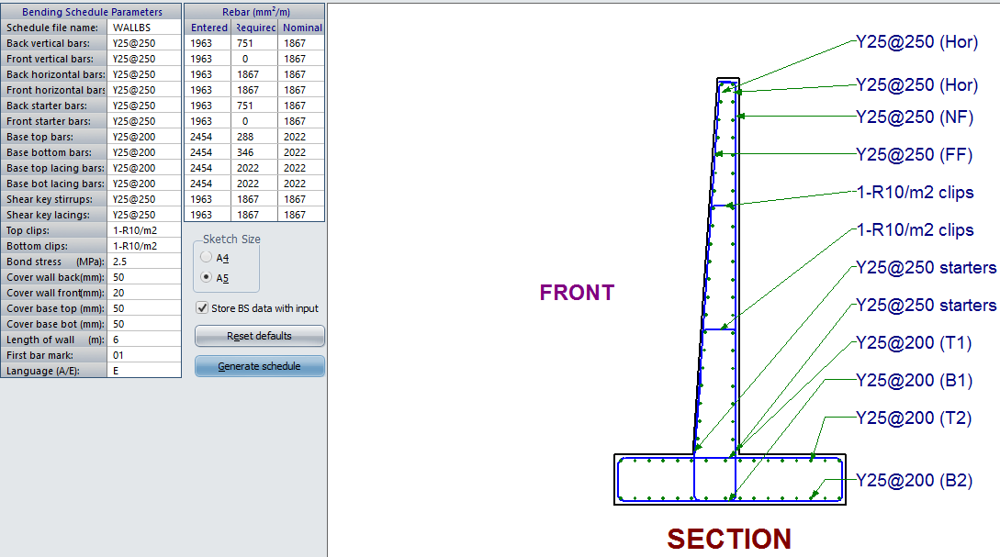 Bending Schedule Parameters
Schedule file name: WALLBS
Back vertical bars: Y25@250
Front vertical bars: Y25@250
Back horizontal bars: Y25@250
Front horizontal bars Y25@250
Back starter bars: Y25@250
Front starter bars: Y25@250
Base top bars: Y25@200
Base bottom bars: Y25@200
Base top lacing bars: Y25@200
Base bot lacing bars: Y25@200
Shear key stirrups: Y25@250
Shear key lacings: Y25@250
Top clips: 1-R10/m2
Bottom clips: 1-R10/m2
Bond stress (MPa): 2.5
Cover wall back(mm): 50
Cover wall front(mm): 20
Cover base top (mm): 50
Cover base bot (mm): 50
Length of wall (m): 6
First bar mark: 01
Language (A/E): E
Rebar (mm²/m)
Entered Requirec Nominal
1963 751 1867
1963 0 1867
1963 1867 1867
1963 1867 1867
1963 751 1867
1963 0 1867
2454 288 2022
2454 346 2022
2454 2022 2022
2454 2022 2022
1963 1867 1867
1963 1867 1867
Sketch Size
A4
A5
Store BS data with input
Reset defaults
Generate schedule
Y25@250 (Hor)
Y25@250 (Hor)
Y25@250 (NF)
Y25@250 (FF)
1-R10/m2 clips
1-R10/m2 clips
Y25@250 starters
FRONT
Y25@250 starters
Y25@200 (T1)
Y25@200 (B1)
Y25@200 (T2)
Y25@200 (B2)
SECTION